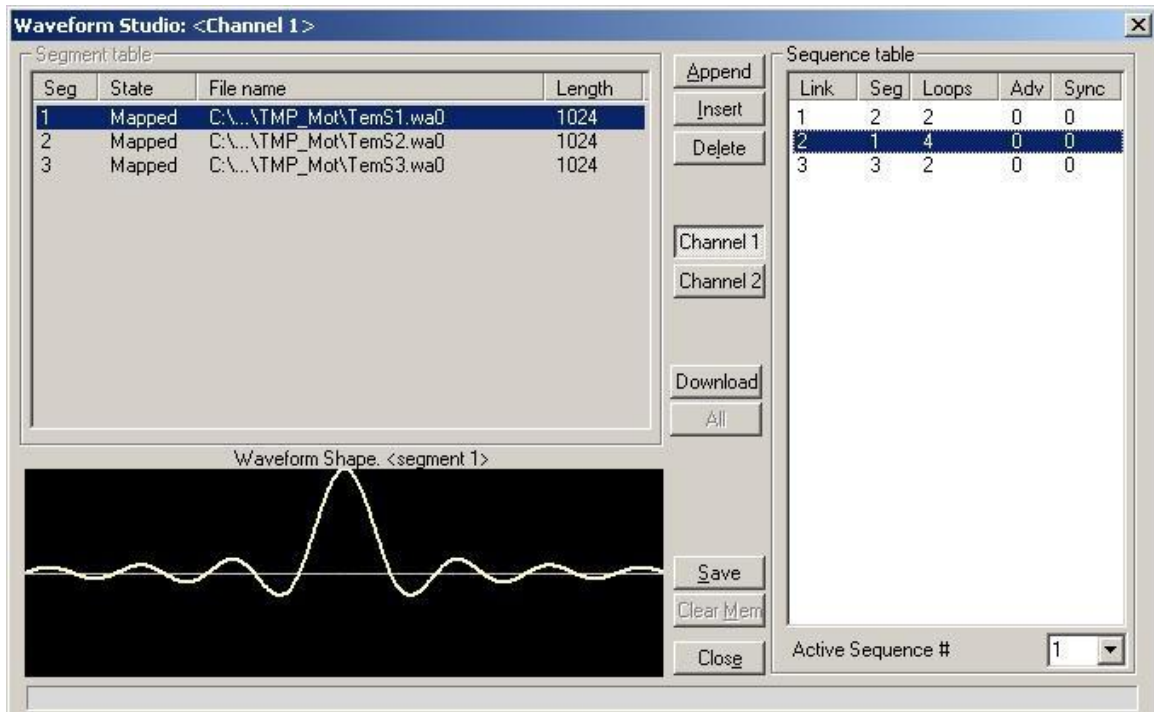 Waveform Studio: <Channel 1>
Segment table
Seg State File name Length
1 Mapped C:\...\TMP_Mot\TemS1.wa0 1024
2 Mapped C:\...\TMP_Mot\TemS2.wa0 1024
3 Mapped C:\...\TMP_Mot\TemS3.wa0 1024
Waveform Shape. <segment 1>
Append
Insert
Delete
Channel 1
Channel 2
Download
All
Save
Clear Mem
Close
Sequence table
Link Seg Loops Adv Sync
1 2 2 0 0
2 1 4 0 0
3 3 2 0 0
Active Sequence # 1